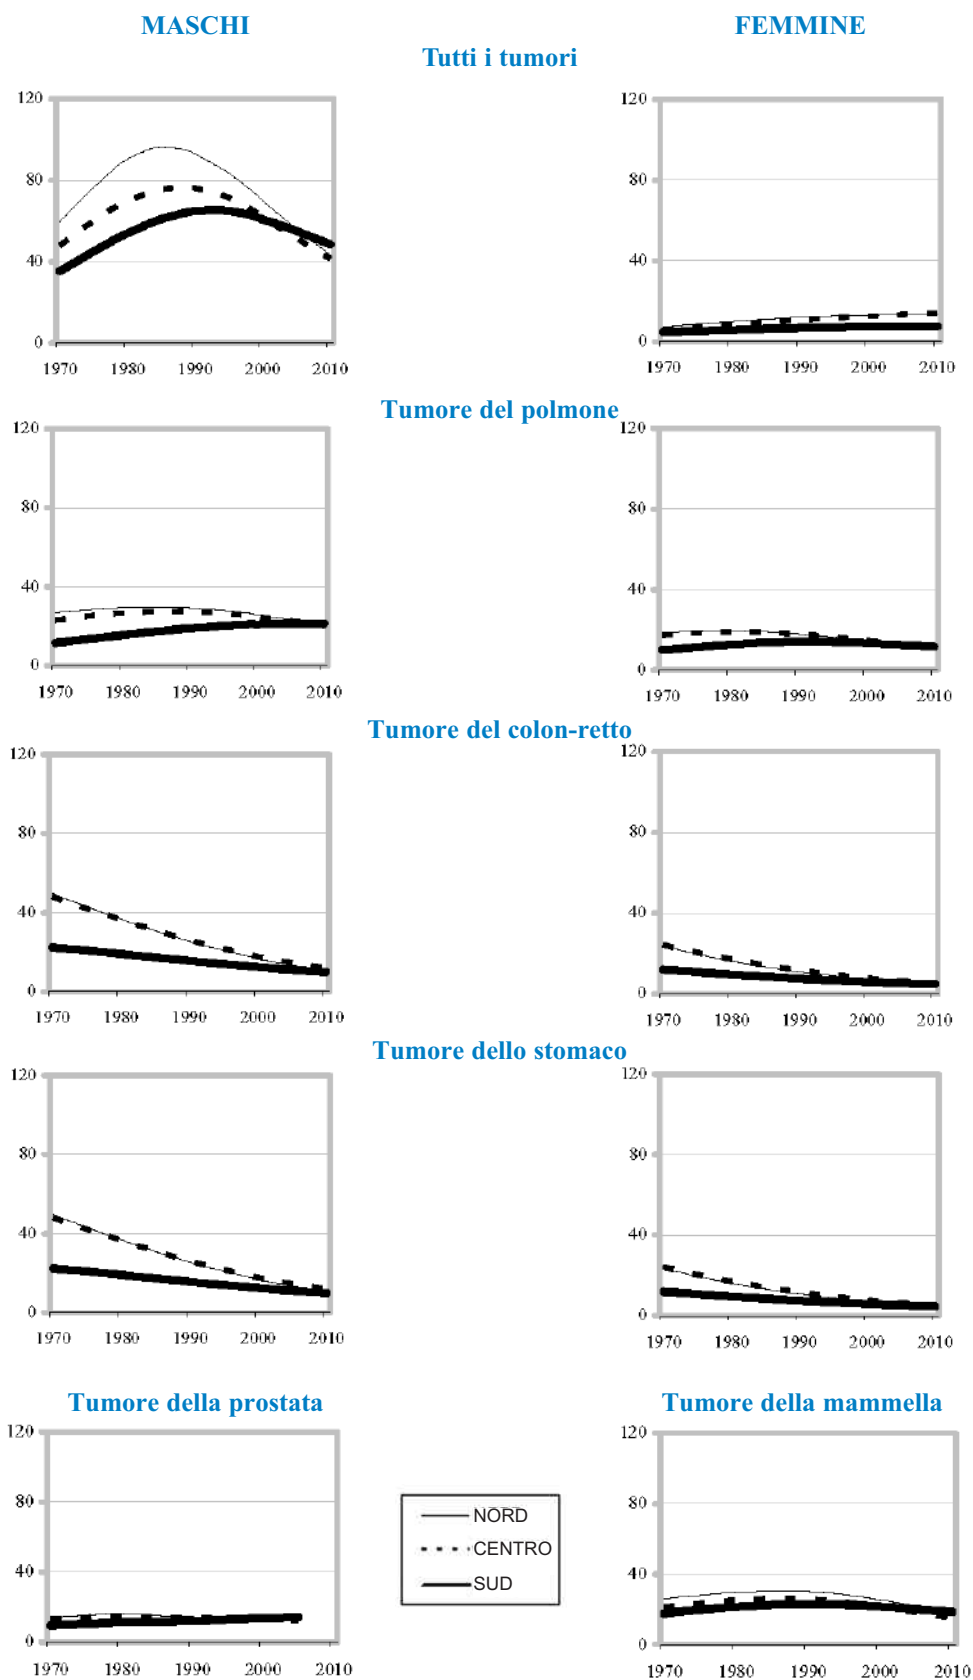 MASCHI
FEMMINE
Tutti i tumori
120
80
40
0
1970 1980 1990 2000 2010
120
80
40
0
1970 1980 1990 2000 2010
Tumore del polmone
120
80
40
0
1970 1980 1990 2000 2010
120
80
40
0
1970 1980 1990 2000 2010
Tumore del colon-retto
120
80
40
0
1970 1980 1990 2000 2010
120
80
40
0
1970 1980 1990 2000 2010
Tumore dello stomaco
120
80
40
0
1970 1980 1990 2000 2010
120
80
40
0
1970 1980 1990 2000 2010
Tumore della prostata
120
80
40
0
1970 1980 1990 2000 2010
NORD
CENTRO
SUD
Tumore della mammella
120
80
40
0
1970 1980 1990 2000 2010